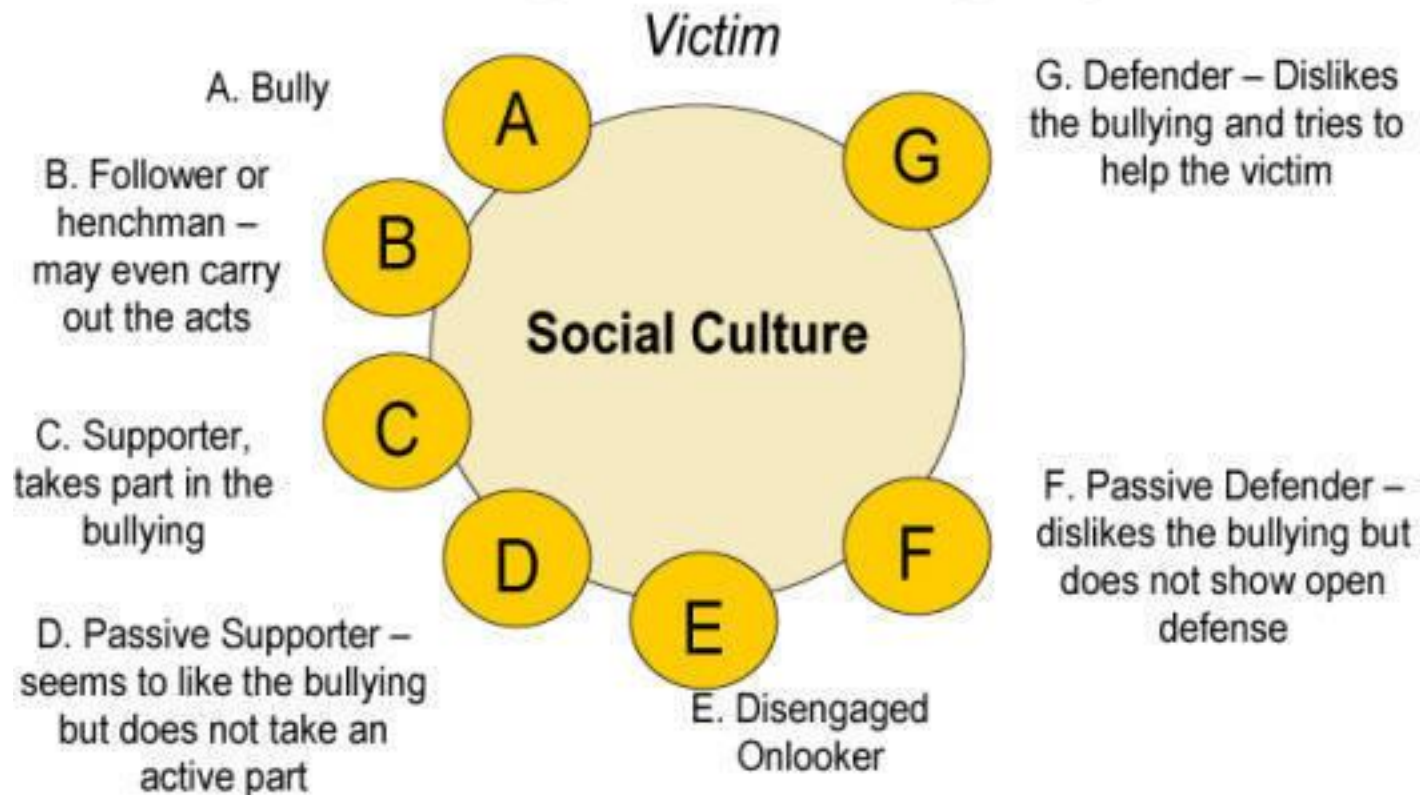 Victim
A. Bully
A
G
G. Defender – Dislikes
the bullying and tries to
help the victim
B. Follower or
henchman –
may even carry
out the acts
B
Social Culture
C. Supporter,
takes part in the
bullying
C
D
D. Passive Supporter –
seems to like the bullying
but does not take an
active part
E
E. Disengaged
Onlooker
F
F. Passive Defender –
dislikes the bullying but
does not show open
defense